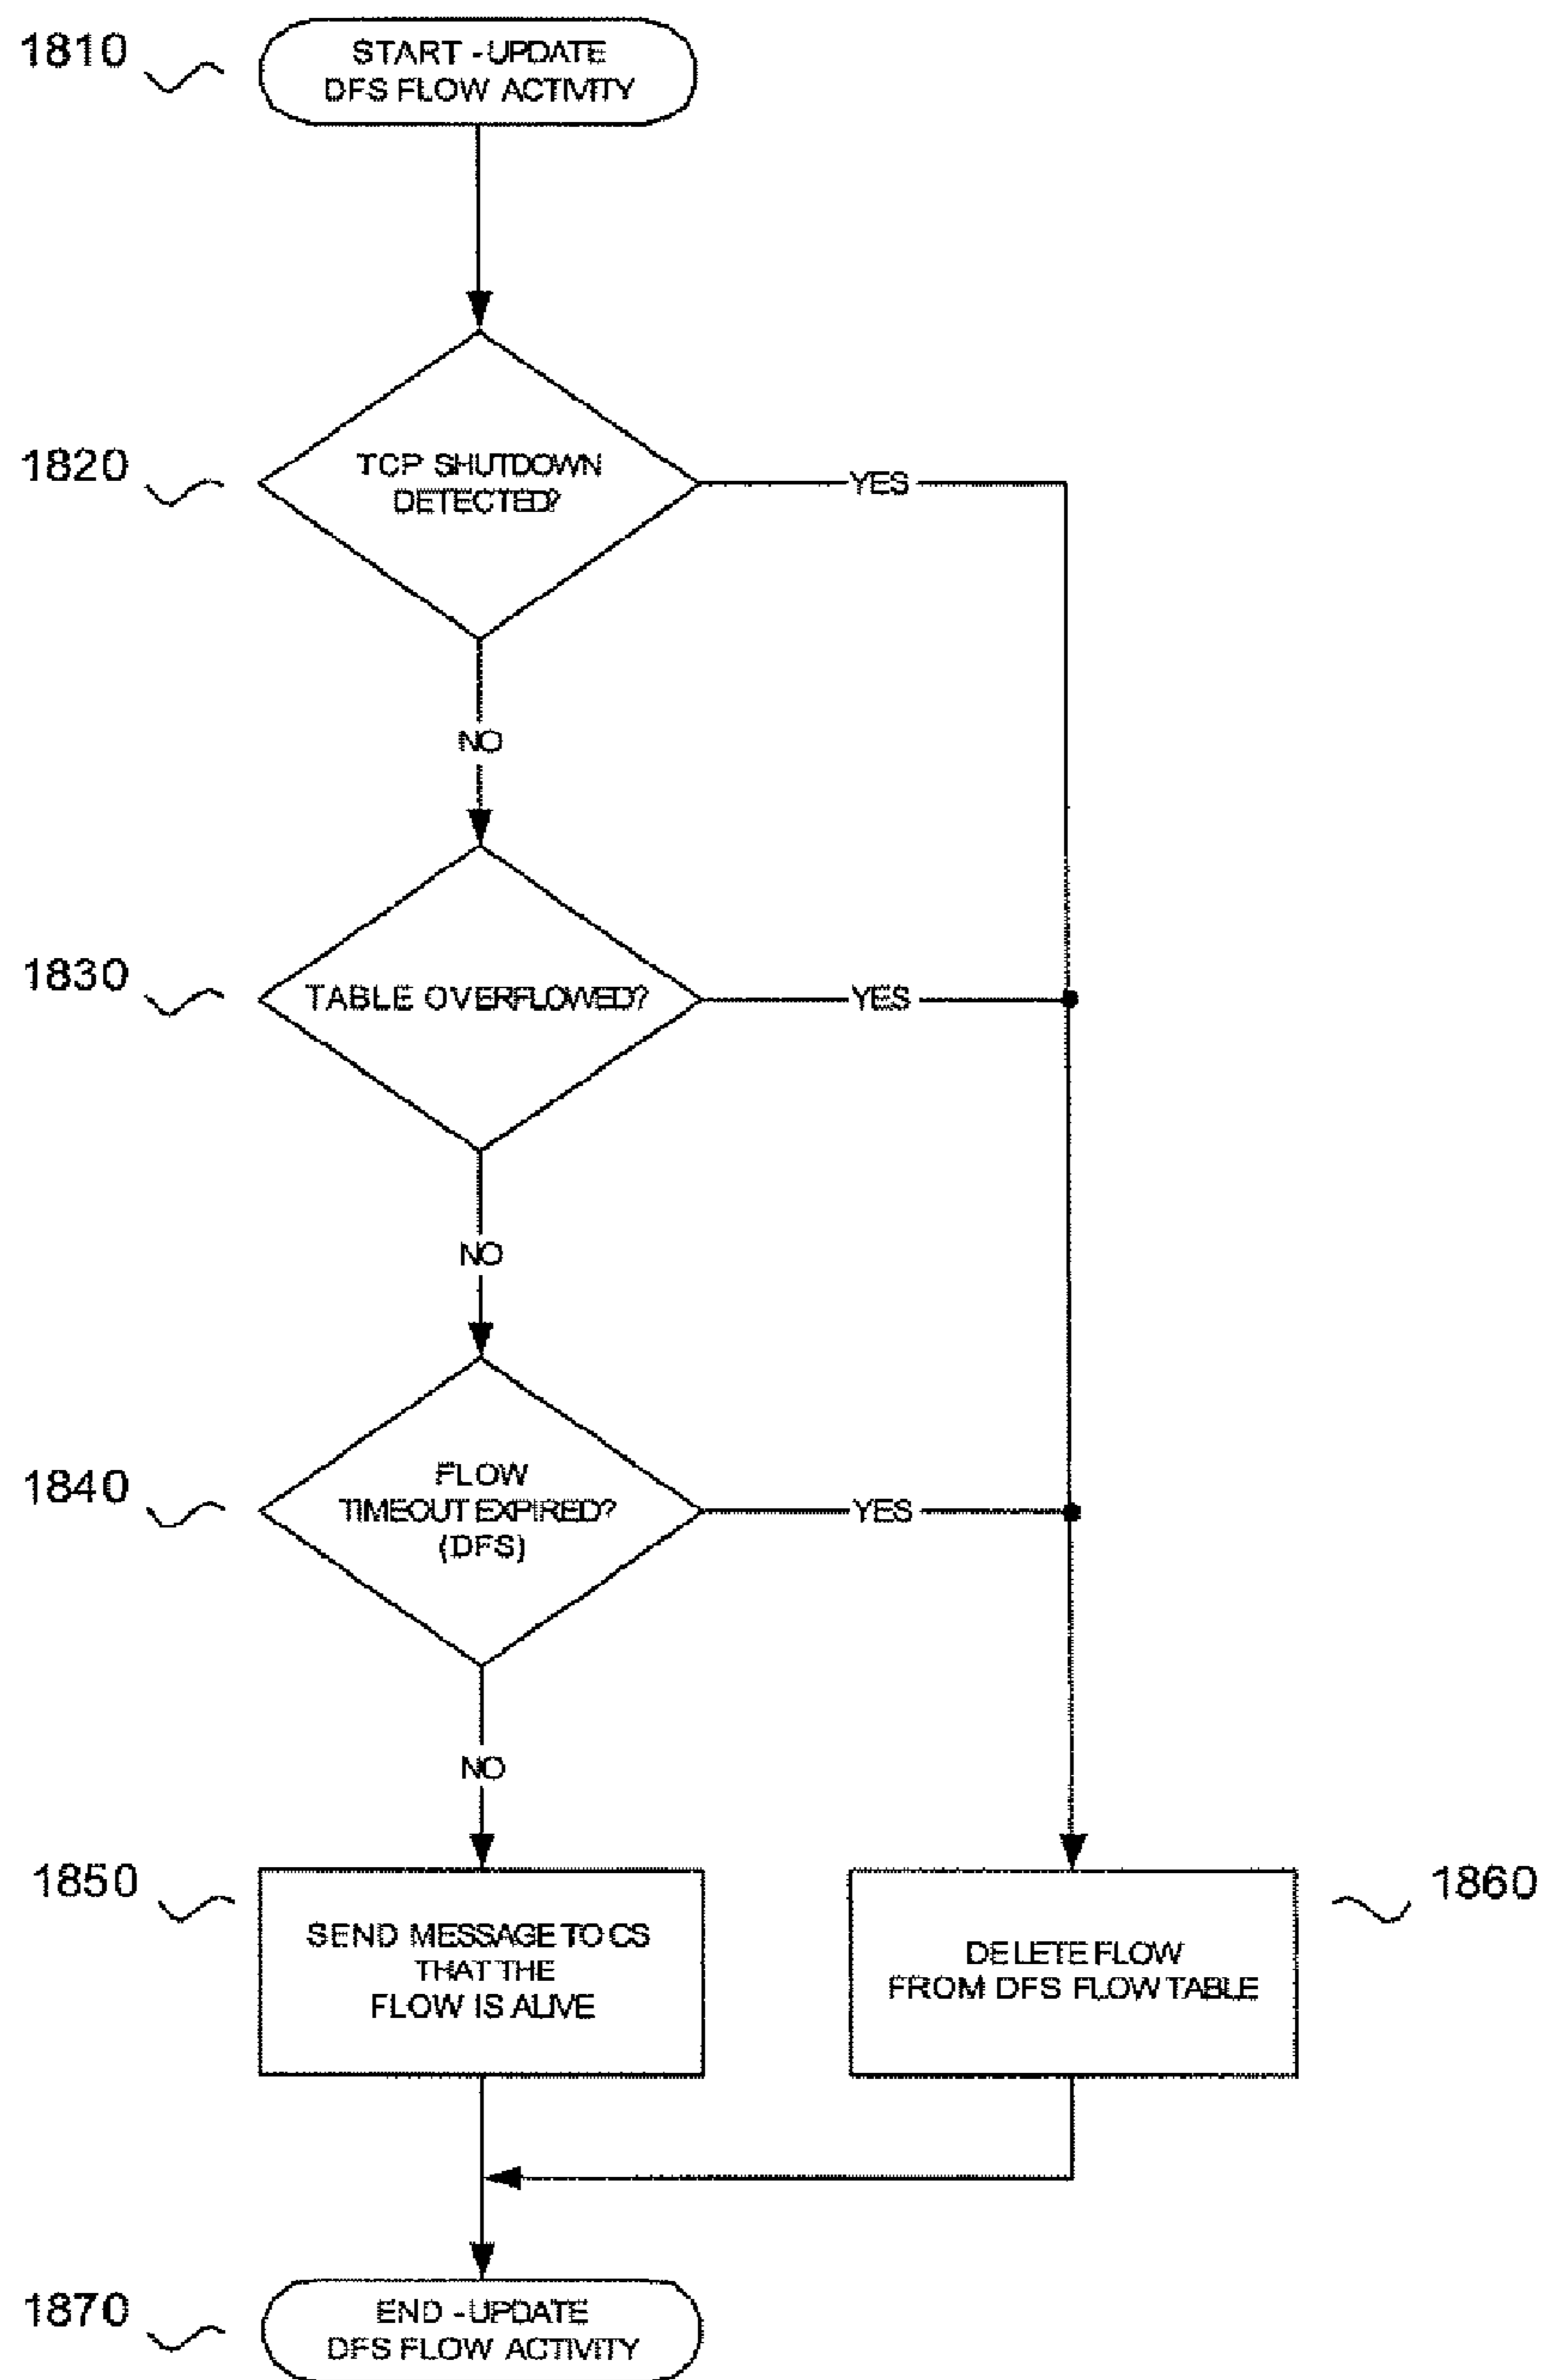 1810
START - UPDATE
DFS FLOW ACTIVITY
1820
TCP SHUTDOWN
DETECTED?
YES
NO
1830
TABLE OVERFLOWED?
YES
NO
1840
FLOW
TIMEOUT EXPIRED?
(DFS)
YES
NO
1850
SEND MESSAGE TO CS
THAT THE
FLOW IS ALIVE
DELETE FLOW
FROM DFS FLOW TABLE
1860
1870
END - UPDATE
DFS FLOW ACTIVITY